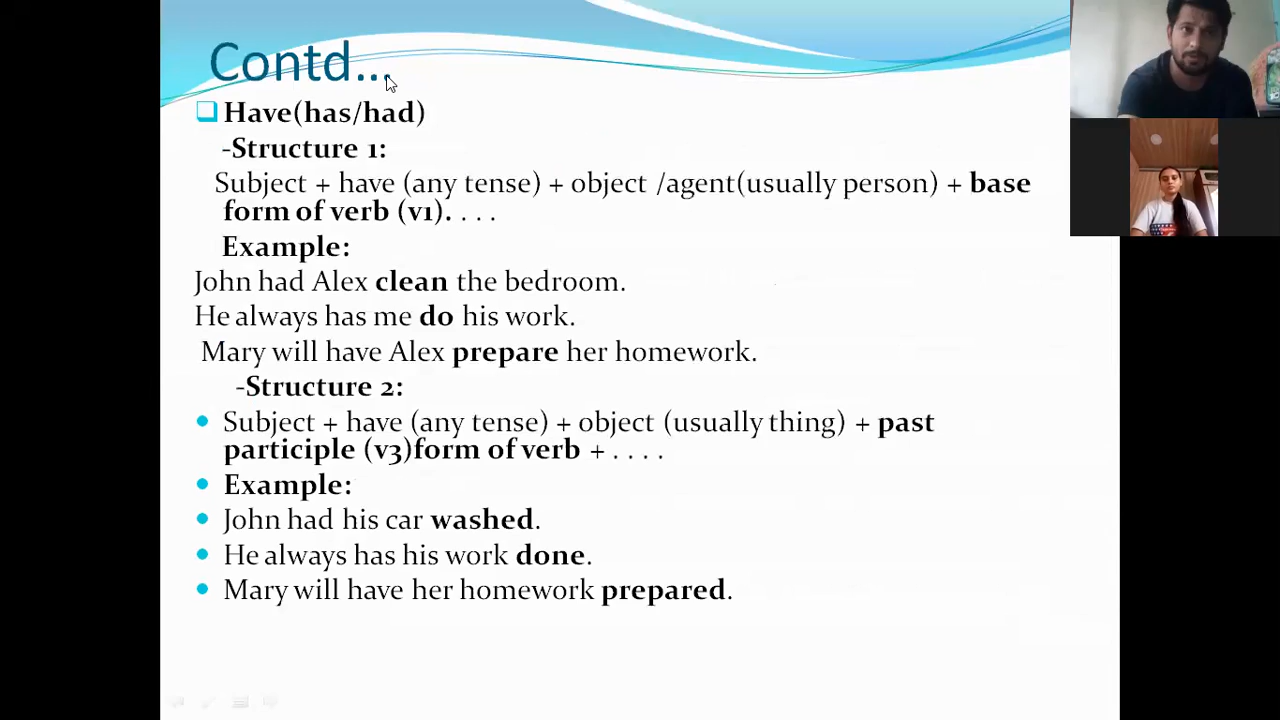 Contd...
Have(has/had)
-Structure 1:
Subject + have (any tense) + object /agent(usually person) + base
form of verb (v1). . . .
Example:
John had Alex clean the bedroom.
He always has me do his work.
Mary will have Alex prepare her homework.
-Structure 2:
Subject + have (any tense) + object (usually thing) + past
participle (v3)form of verb + . . . .
Example:
John had his car washed.
He always has his work done.
Mary will have her homework prepared.